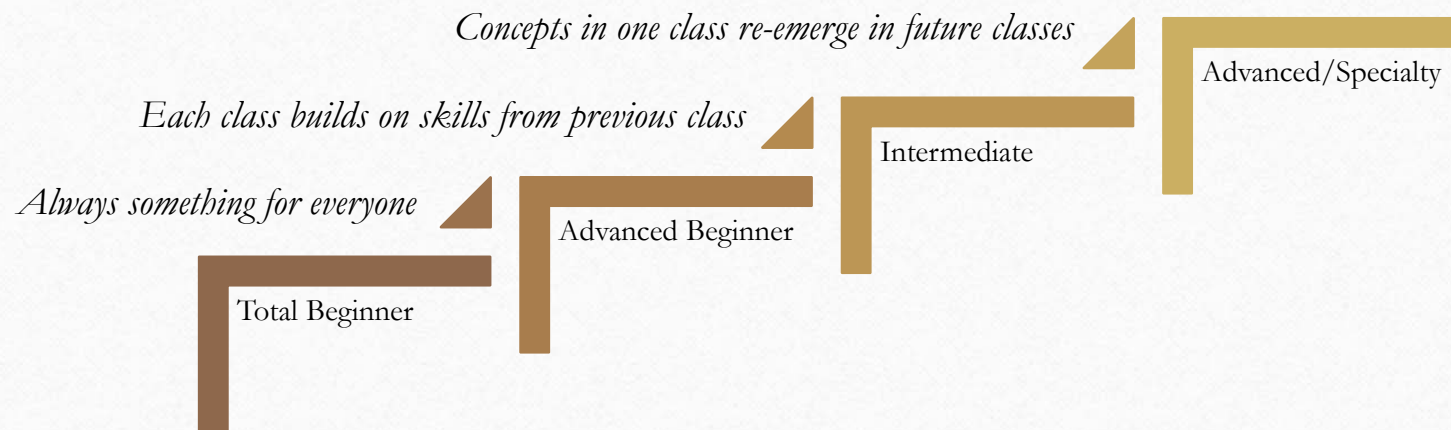 Concepts in one class re-emerge in future classes
Advanced/Specialty
Each class builds on skills from previous class
Intermediate
Always something for everyone
Advanced Beginner
Total Beginner